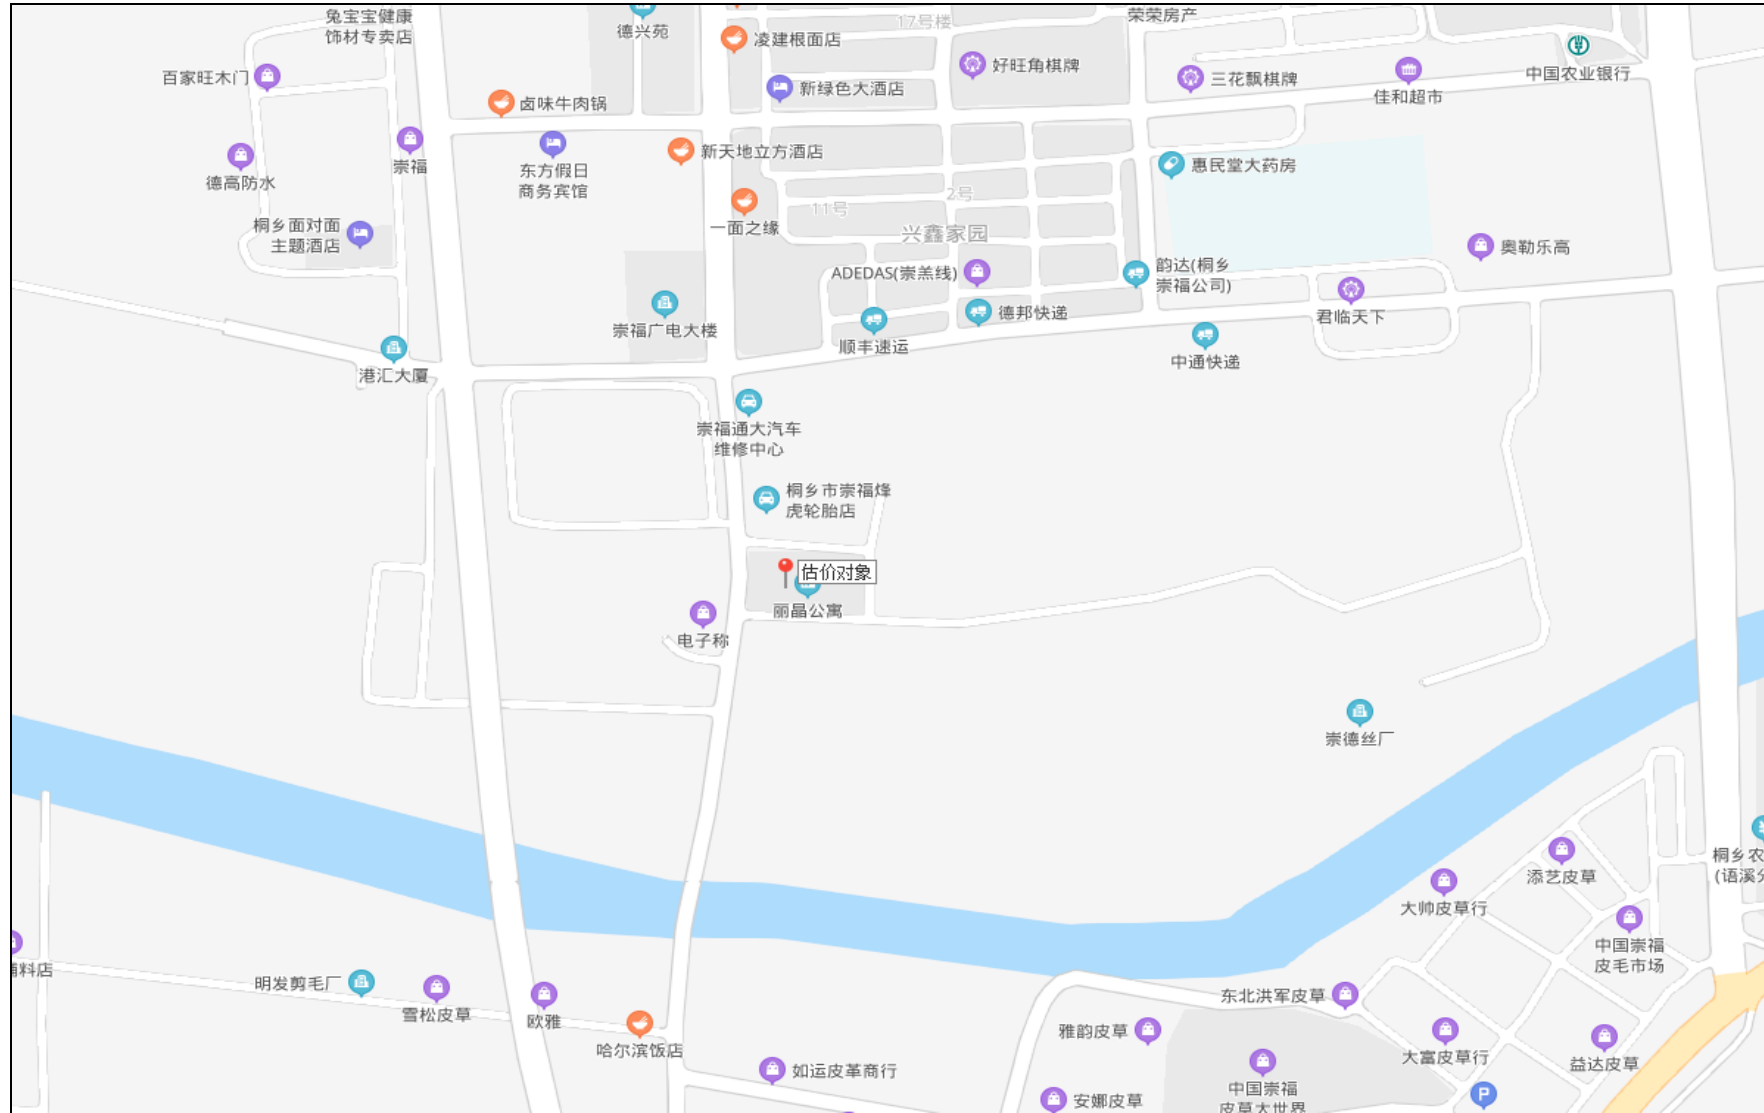 兔宝宝健康
饰材专卖店
德兴苑
凌建根面店
17号楼
荣荣房产
好旺角棋牌
三花飘棋牌
佳和超市
中国农业银行
百家旺木门
卤味牛肉锅
新绿色大酒店
崇福
德高防水
东方假日
商务宾馆
新天地立方酒店
惠民堂大药房
2号
11号
一面之缘
桐乡面对面
主题酒店
兴鑫家园
奥勒乐高
ADEDAS(崇羔线)
韵达(桐乡
崇福公司)
崇福广电大楼
德邦快递
君临天下
顺丰速运
中通快递
港汇大厦
崇福通大汽车
维修中心
桐乡市崇福烽
虎轮胎店
估价对象
丽晶公寓
电子称
崇德丝厂
添艺皮草
桐乡农
(语溪分
大帅皮草行
中国崇福
皮毛市场
料店
明发剪毛厂
雪松皮草
欧雅
哈尔滨饭店
东北洪军皮草
雅韵皮草
大富皮草行
益达皮草
如运皮革商行
安娜皮草
中国崇福
皮草大世界
P